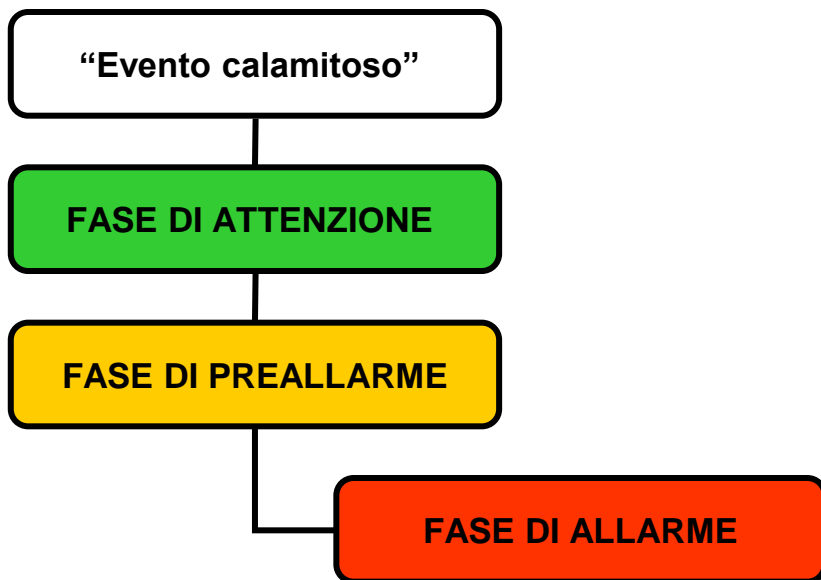 “Evento calamitoso”
FASE DI ATTENZIONE
FASE DI PREALLARME
FASE DI ALLARME